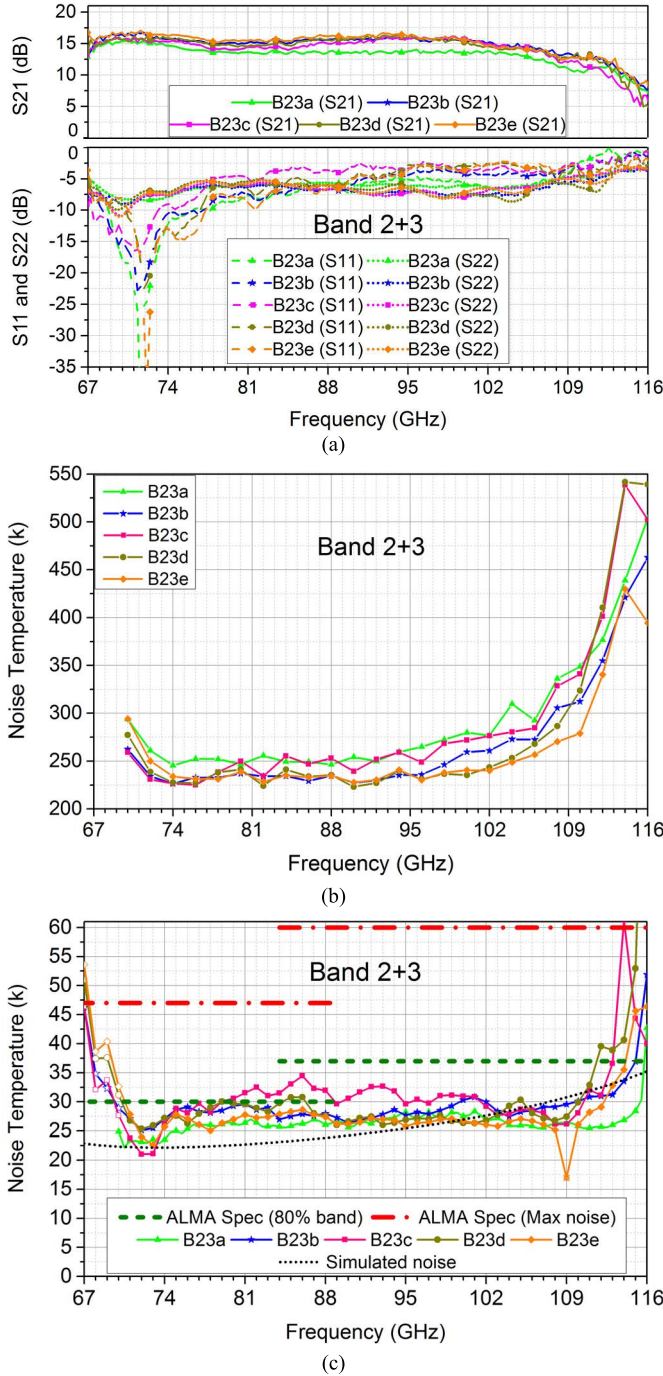 20
15
10
5
0
S21 (dB)
B23a (S21) B23b (S21)
B23c (S21) B23d (S21) B23e (S21)
0
-5
-10
-15
-20
-25
-30
-35
S11 and S22 (dB)
Band 2+3
B23a (S11) B23a (S22)
B23b (S11) B23b (S22)
B23c (S11) B23c (S22)
B23d (S11) B23d (S22)
B23e (S11) B23e (S22)
67 74 81 88 95 102 109 116
Frequency (GHz)
(a)
550
500
450
400
350
300
250
200
Noise Temperature (k)
B23a
B23b
B23c
B23d
B23e
Band 2+3
67 74 81 88 95 102 109 116
Frequency (GHz)
(b)
60
55
50
45
40
35
30
25
20
15
10
5
0
Noise Temperature (k)
Band 2+3
ALMA Spec (80% band) ALMA Spec (Max noise)
B23a B23b B23c B23d B23e
Simulated noise
67 74 81 88 95 102 109 116
Frequency (GHz)
(c)